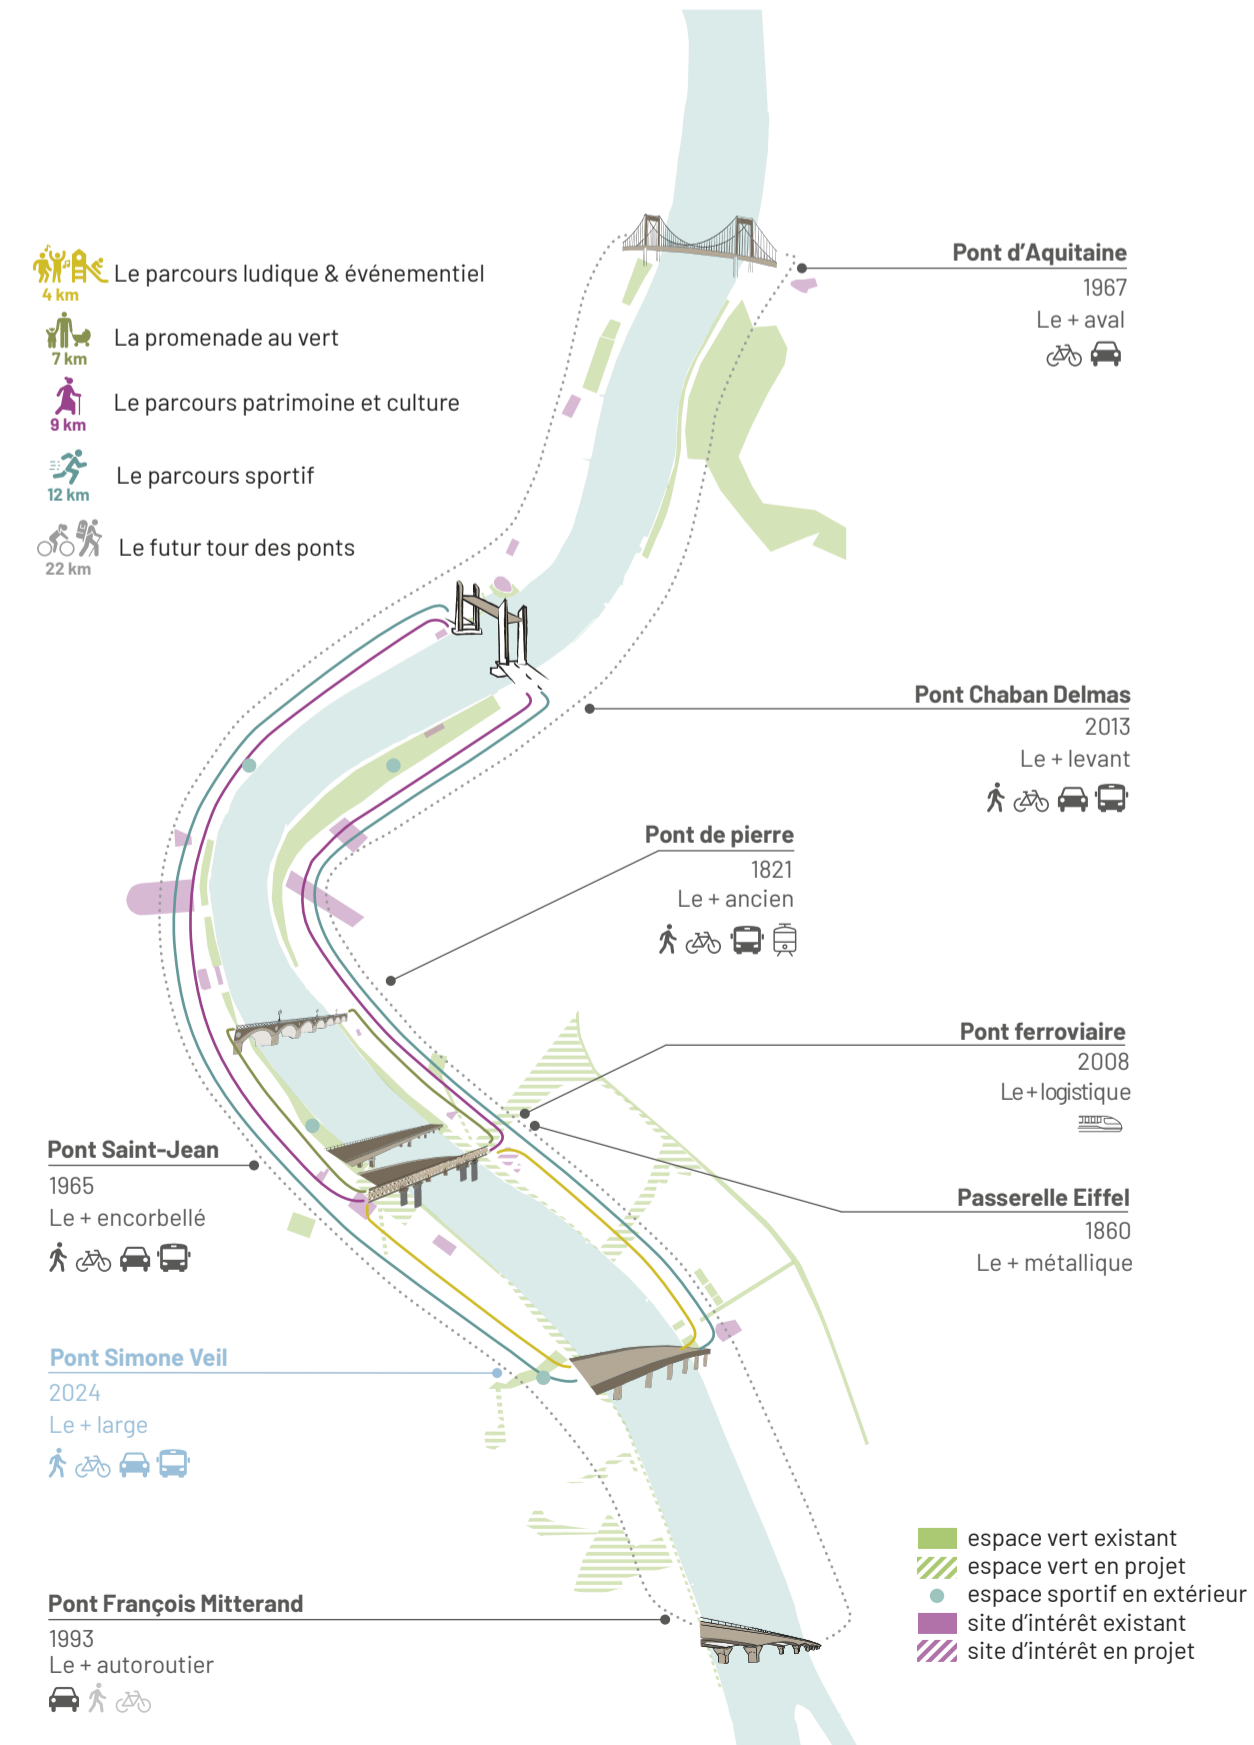 Pont d'Aquitaine
1967
Le + aval
4 km
Le parcours ludique & événementiel
7 km
La promenade au vert
9 km
Le parcours patrimoine et culture
12 km
Le parcours sportif
22 km
Le futur tour des ponts
Pont Chaban Delmas
2013
Le + levant
Pont de pierre
1821
Le + ancien
Pont ferroviaire
2008
Le + logistique
Pont Saint-Jean
1965
Le + encorbellé
Passerelle Eiffel
1860
Le + métallique
Pont Simone Veil
2024
Le + large
Pont François Mitterand
1993
Le + autoroutier
espace vert existant
espace vert en projet
espace sportif en extérieur
site d'intérêt existant
site d'intérêt en projet